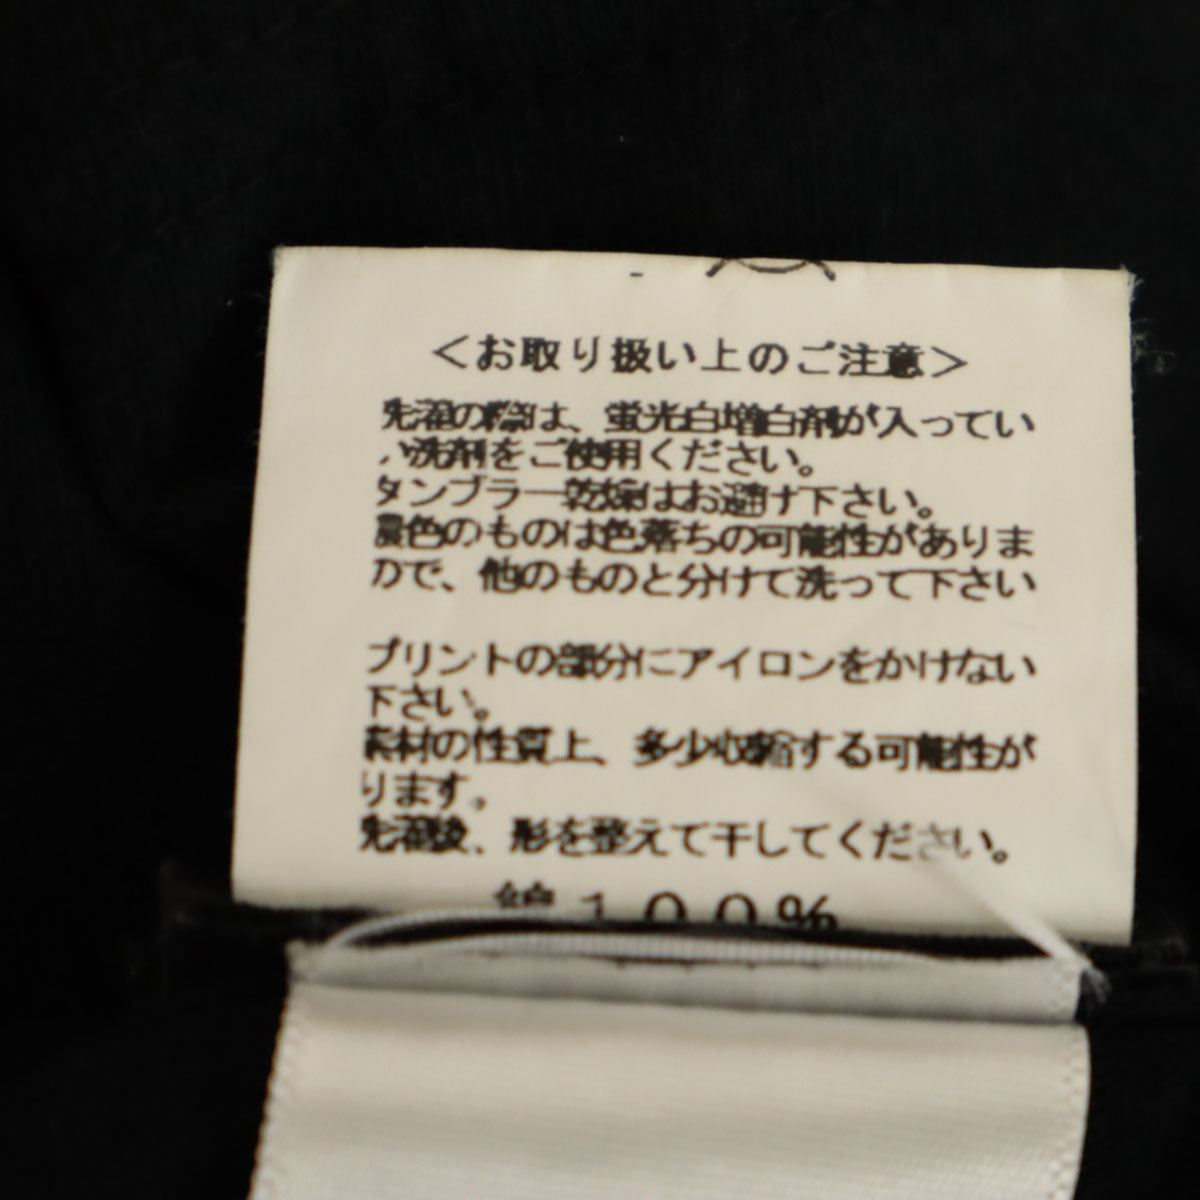 <お取り扱い上のご注意>
洗濯の際は、蛍光白増白剤が入ってい
い洗剤をご使用ください。
タンブラー乾燥はお避け下さい。
濃色のものは色落ちの可能性がありま
ので、他のものと分けて洗って下さい
プリントの部分にアイロンをかけない
下さい。
素材の性質上、多少収縮する可能性が
ります。
洗濯後、形を整えて干してください。
綿100%